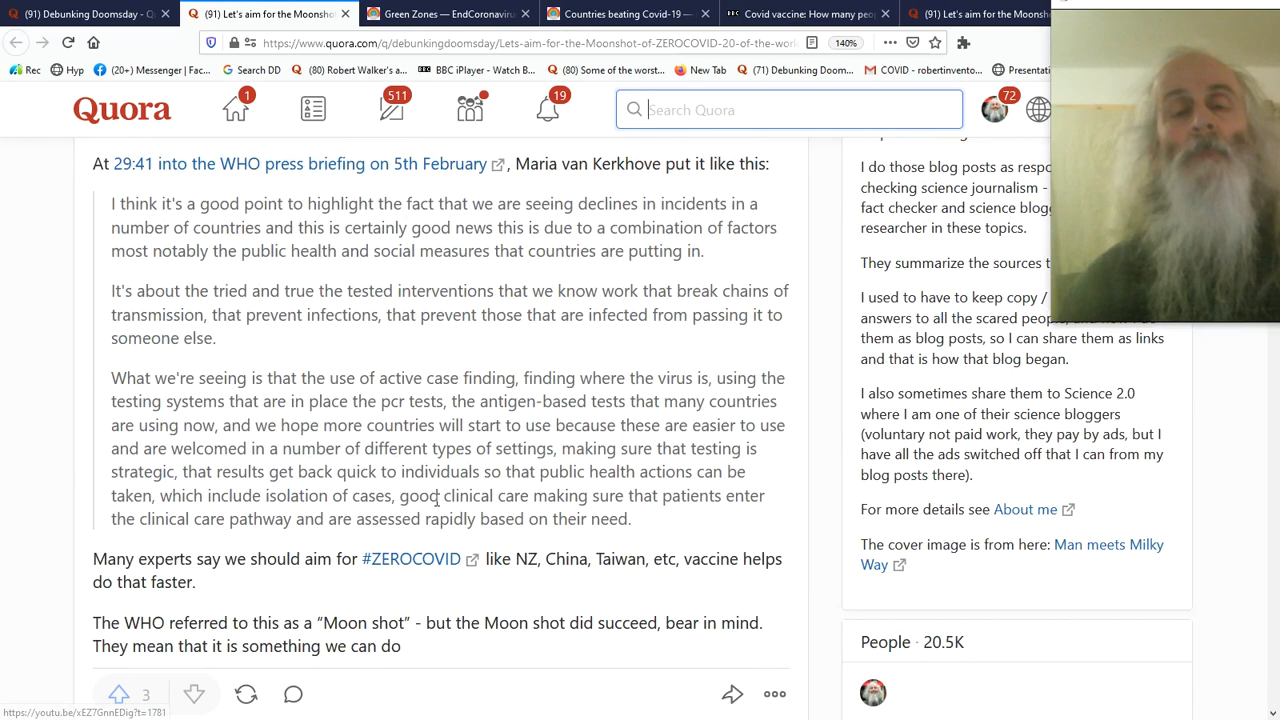 (91) Debunking Doomsday - Q
(91) Let's aim for the Moonshot
Green Zones — EndCoronaviru
Countries beating Covid-19 —
BBC Covid vaccine: How many peo
(91) Let's aim for the Moonsh
https://www.quora.com/q/debunkingdoomsday/Lets-aim-for-the-Moonshot-of-ZEROCOVID-20-of-the-wor
140%
Rec
Hyp
(20+) Messenger | Fac...
Search DD
(80) Robert Walker's a...
BBC iPlayer - Watch B...
(80) Some of the worst...
New Tab
(71) Debunking Doom...
COVID - robertinvento...
Presentati
Quora
1
511
19
Search Quora
72
At 29:41 into the WHO press briefing on 5th February, Maria van Kerkhove put it like this:
I think it's a good point to highlight the fact that we are seeing declines in incidents in a
number of countries and this is certainly good news this is due to a combination of factors
most notably the public health and social measures that countries are putting in.
It's about the tried and true the tested interventions that we know work that break chains of
transmission, that prevent infections, that prevent those that are infected from passing it to
someone else.
What we're seeing is that the use of active case finding, finding where the virus is, using the
testing systems that are in place the pcr tests, the antigen-based tests that many countries
are using now, and we hope more countries will start to use because these are easier to use
and are welcomed in a number of different types of settings, making sure that testing is
strategic, that results get back quick to individuals so that public health actions can be
taken, which include isolation of cases, good clinical care making sure that patients enter
the clinical care pathway and are assessed rapidly based on their need.
Many experts say we should aim for #ZEROCOVID like NZ, China, Taiwan, etc, vaccine helps
do that faster.
The WHO referred to this as a “Moon shot” - but the Moon shot did succeed, bear in mind.
They mean that it is something we can do
3
I do those blog posts as respo
checking science journalism -
fact checker and science blogg
researcher in these topics.
They summarize the sources t
I used to have to keep copy /
answers to all the scared people, and now I do
them as blog posts, so I can share them as links
and that is how that blog began.
I also sometimes share them to Science 2.0
where I am one of their science bloggers
(voluntary not paid work, they pay by ads, but I
have all the ads switched off that I can from my
blog posts there).
For more details see About me
The cover image is from here: Man meets Milky
Way
People · 20.5K
https://youtu.be/xEZ7GnnEDig?t=1781